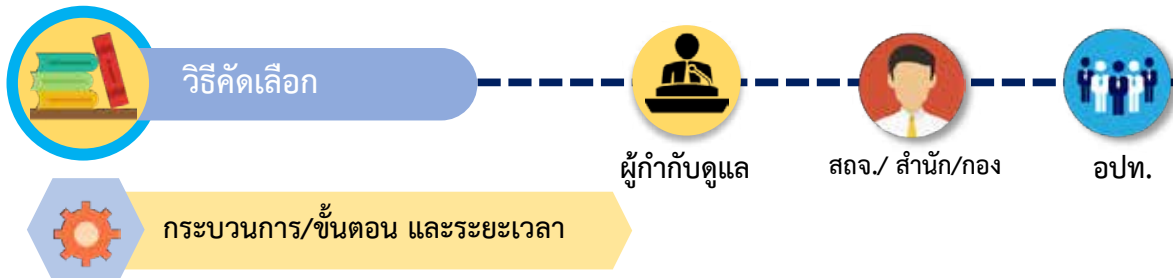 วิธีคัดเลือก
ผู้กำกับดูแล
สถจ./ สำนัก/กอง
อปท.
กระบวนการ/ขั้นตอน และระยะเวลา